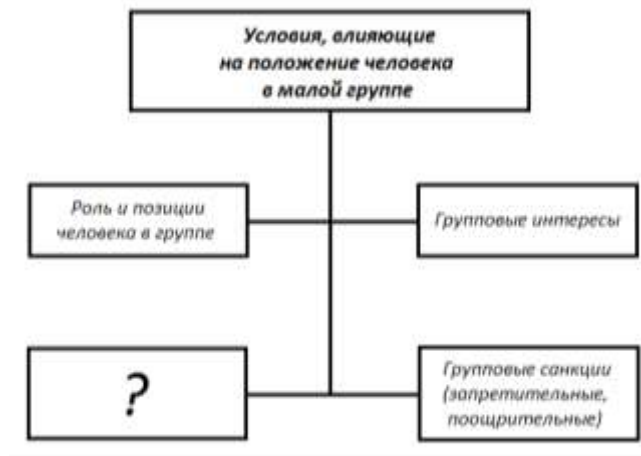 Условия, влияющие
на положение человека
в малой группе
Роль и позиции
человека в группе
Групповые интересы
?
Групповые санкции
(запретительные,
поощрительные)